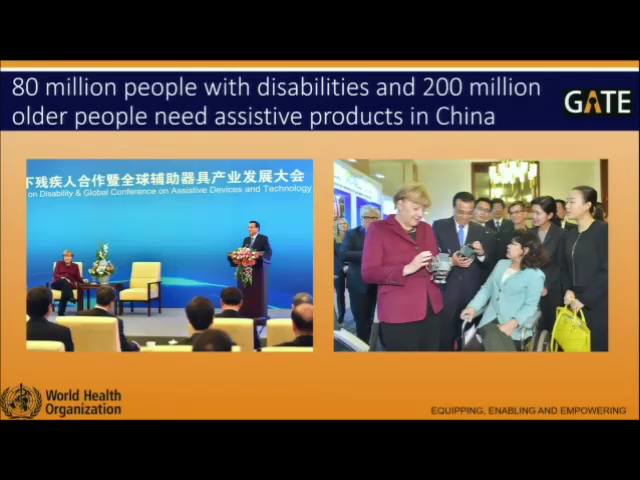 80 million people with disabilities and 200 million
older people need assistive products in China
GATE
下残疾人合作暨全球辅助器具产业发展大会
on Disability & Global Conference on Assistive Devices and Technology
World Health
Organization
EQUIPPING, ENABLING AND EMPOWERING